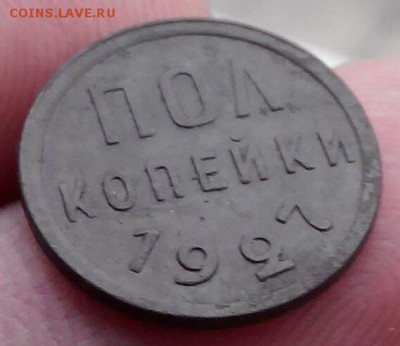 COINS.LAVE.RU
ПОЛ
КОПЕЙКИ
1927